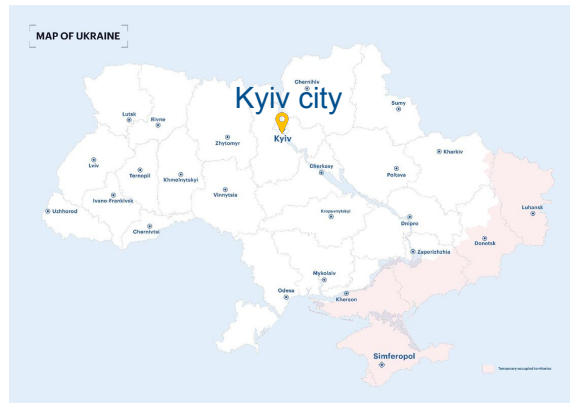 MAP OF UKRAINE
Chernihiv
Kyiv city
Sumy
Lutsk
Rivne
Kyiv
Zhytomyr
Kharkiv
Lviv
Cherkasy
Poltava
Ternopil
Khmelnytskyi
Vinnytsia
Ivano-Frankivsk
Luhansk
Uzhhorod
Kropyvnytskyi
Dnipro
Chernivtsi
Donetsk
Zaporizhzhia
Mykolaiv
Odesa
Kherson
Simferopol
Temporary occupied territories